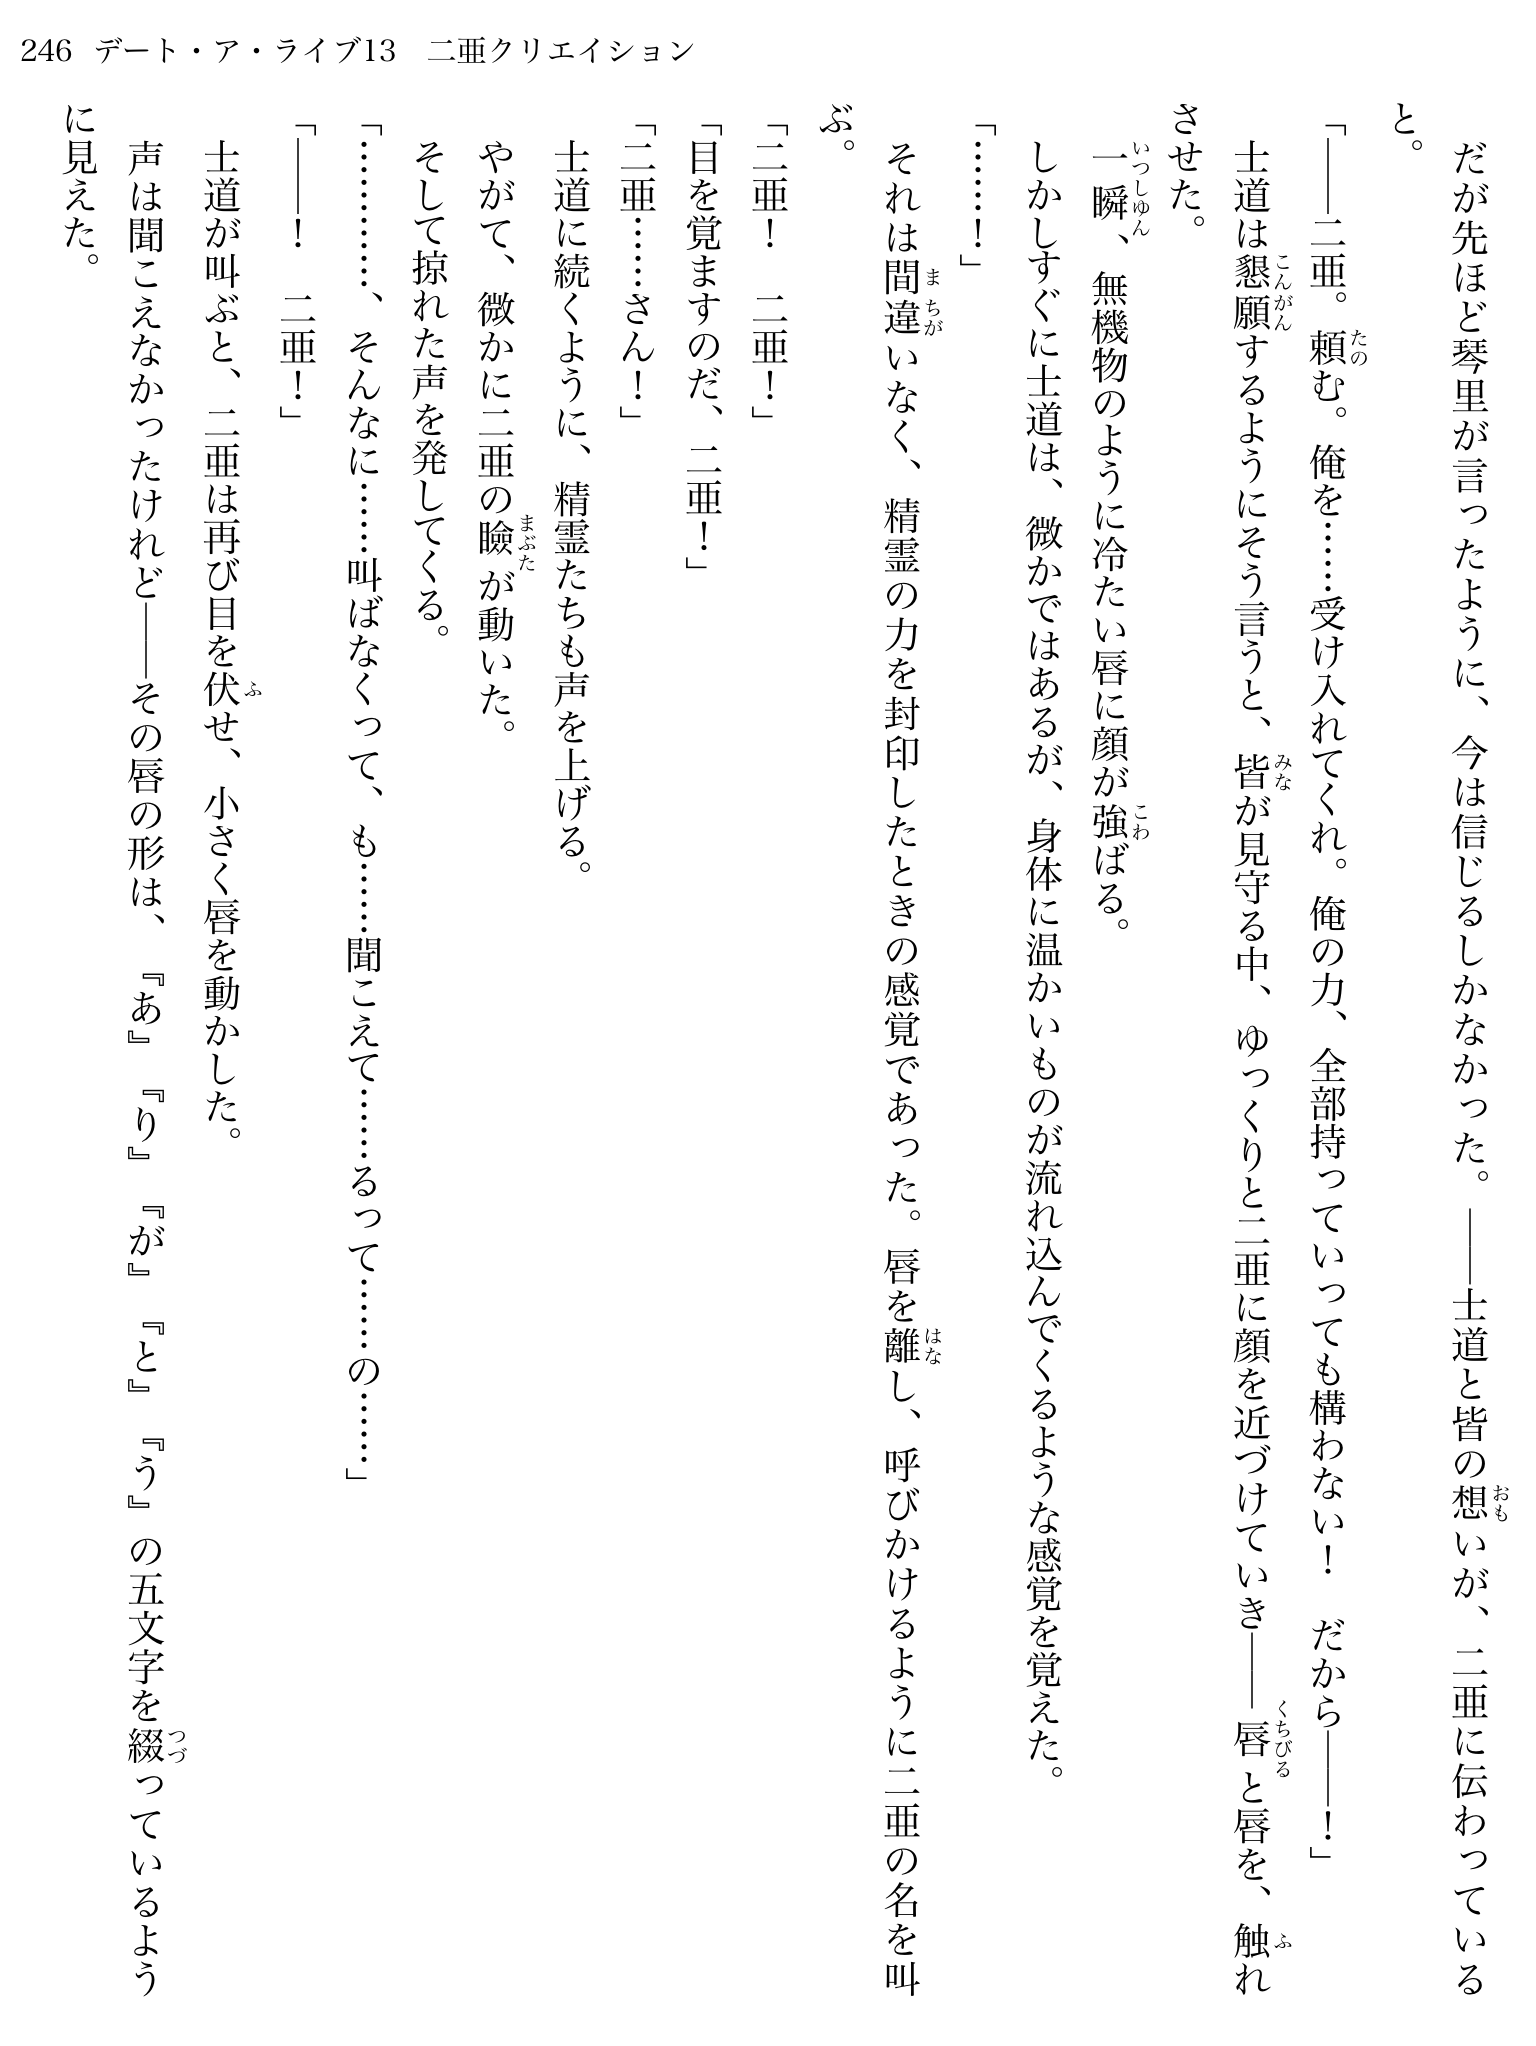 246 デート・ア・ライブ13　二亜クリエイション
　だが先ほど琴里が言ったように、今は信じるしかなかった。――士道と皆の想いが、二亜に伝わっている
と。
「――二亜。頼む。俺を……受け入れてくれ。俺の力、全部持っていっても構わない！　だから――！」
　士道は懇願するようにそう言うと、皆が見守る中、ゆっくりと二亜に顔を近づけていき――唇と唇を、触れ
させた。
　一瞬、無機物のように冷たい唇に顔が強ばる。
　しかしすぐに士道は、微かではあるが、身体に温かいものが流れ込んでくるような感覚を覚えた。
「……！」
　それは間違いなく、精霊の力を封印したときの感覚であった。唇を離し、呼びかけるように二亜の名を叫
ぶ。
「二亜！　二亜！」
「目を覚ますのだ、二亜！」
「二亜……さん！」
　士道に続くように、精霊たちも声を上げる。
　やがて、微かに二亜の瞼が動いた。
　そして掠れた声を発してくる。
「…………、そんなに……叫ばなくって、も……聞こえて……るって……の……」
「――！　二亜！」
　士道が叫ぶと、二亜は再び目を伏せ、小さく唇を動かした。
　声は聞こえなかったけれど――その唇の形は、『あ』『り』『が』『と』『う』の五文字を綴っているよう
に見えた。